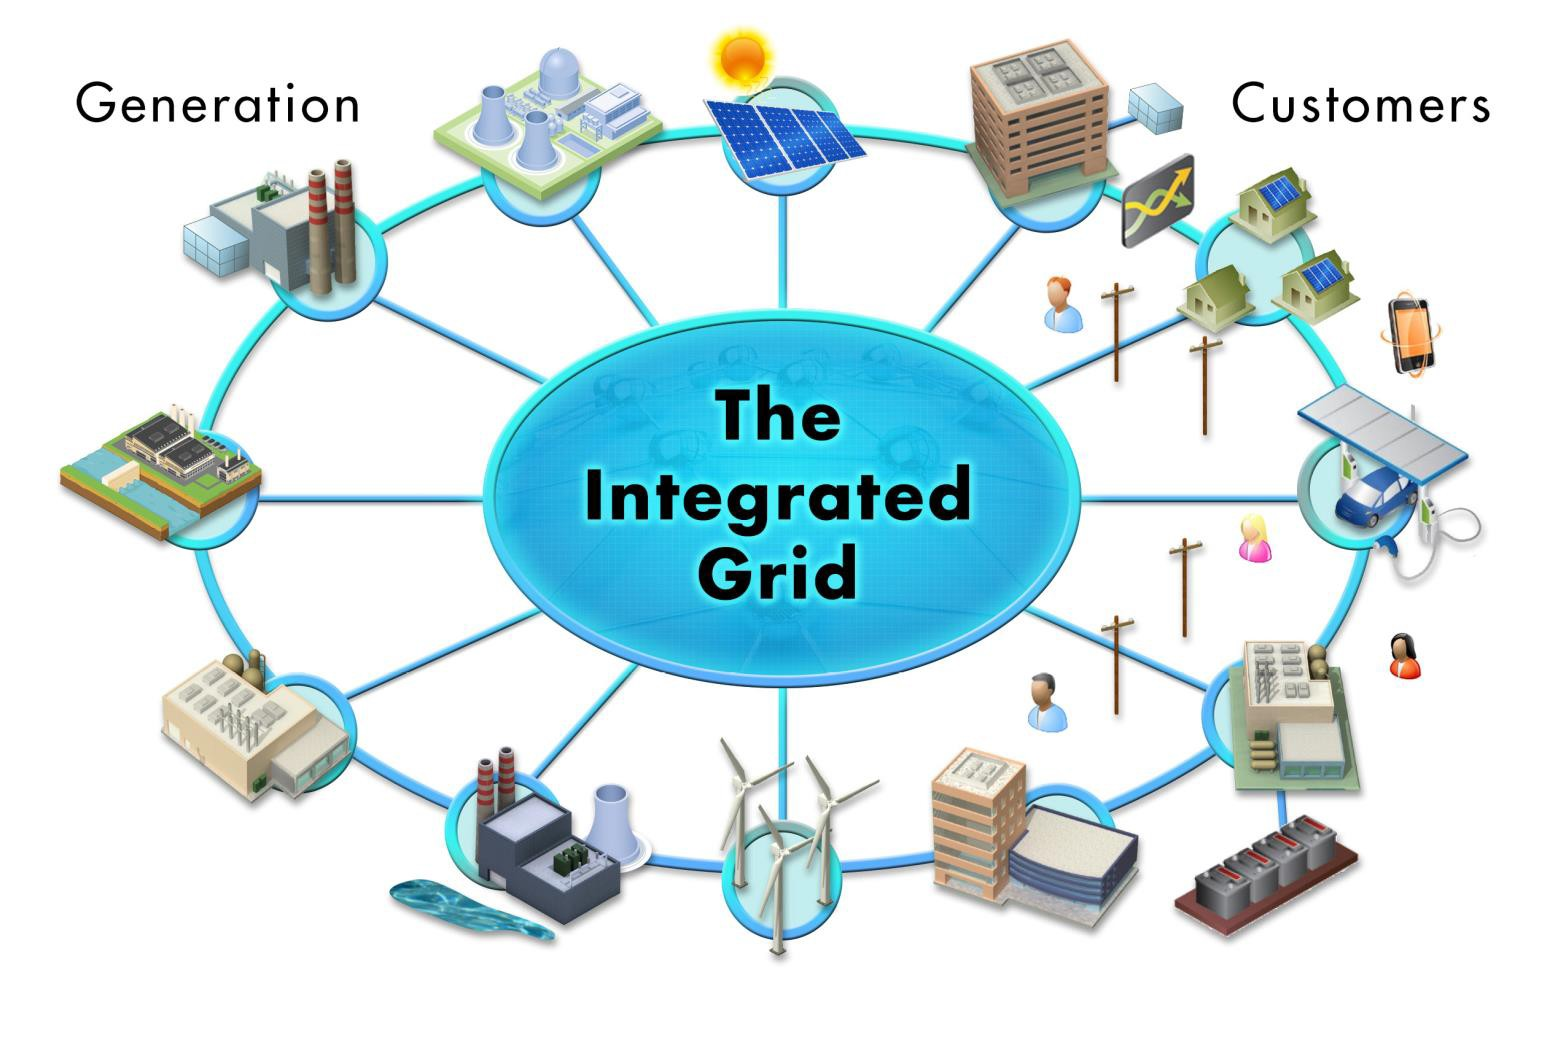 Generation
Customers
The
Integrated
Grid